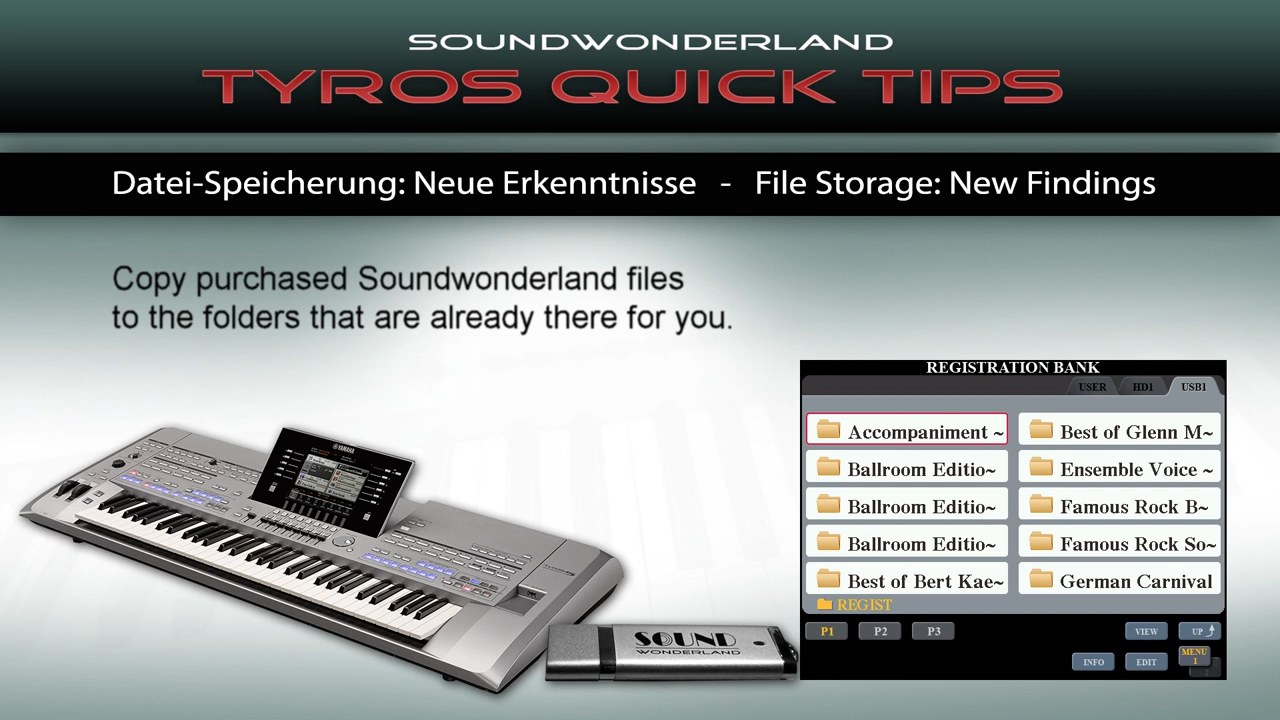 SOUNDWONDERLAND
TYROS QUICK TIPS
Datei-Speicherung: Neue Erkenntnisse - File Storage: New Findings
Copy purchased Soundwonderland files
to the folders that are already there for you.
REGISTRATION BANK
USER HD1 USB1
Accompaniment ~ Best of Glenn M~
Ballroom Editio~ Ensemble Voice ~
Ballroom Editio~ Famous Rock B~
Ballroom Editio~ Famous Rock So~
Best of Bert Kae~ German Carnival
REGIST
P1 P2 P3 VIEW UP
INFO EDIT MENU 1
2
YAMAHA
SOUND
WONDERLAND